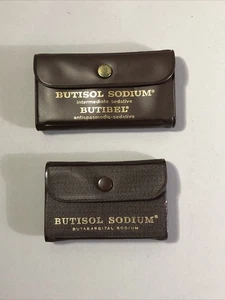 BUTISOL SODIUM®
intermediate sedative
BUTIBEL®
antispasmodic-sedative
BUTISOL SODIUM®
BUTABARBITAL SODIUM